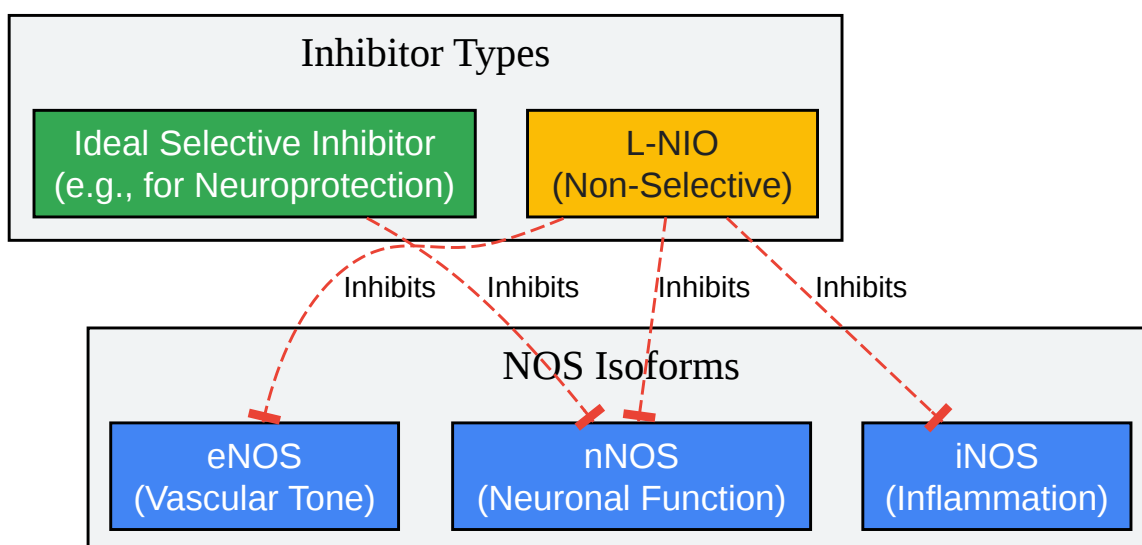 Inhibitor Types
Ideal Selective Inhibitor
(e.g., for Neuroprotection)
L-NIO
(Non-Selective)
Inhibits
Inhibits
Inhibits
Inhibits
NOS Isoforms
eNOS
(Vascular Tone)
nNOS
(Neuronal Function)
iNOS
(Inflammation)